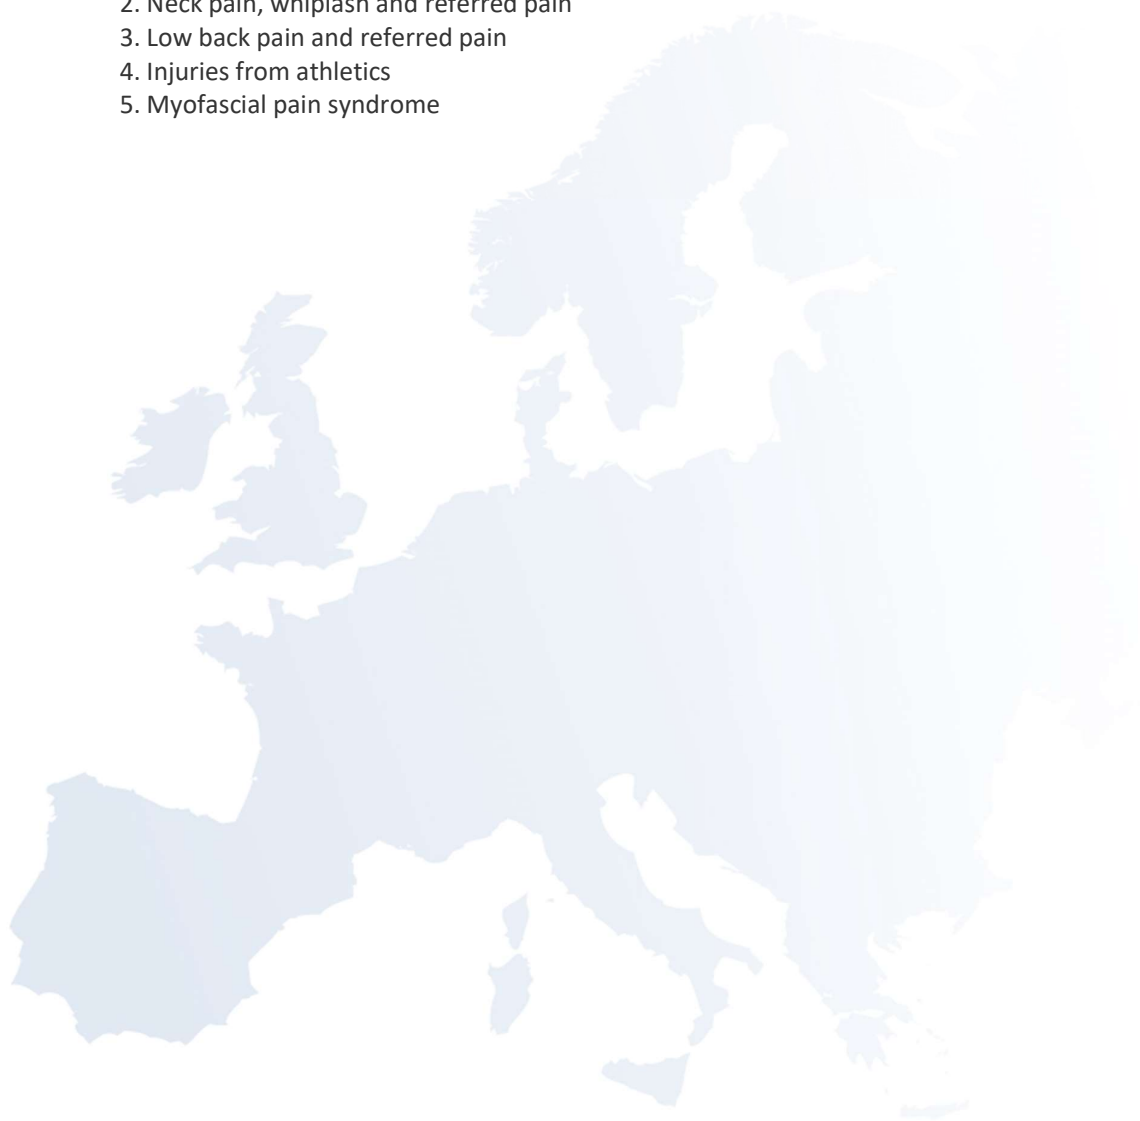 2. Neck pain, whiplash and referred pain
3. Low back pain and referred pain
4. Injuries from athletics
5. Myofascial pain syndrome